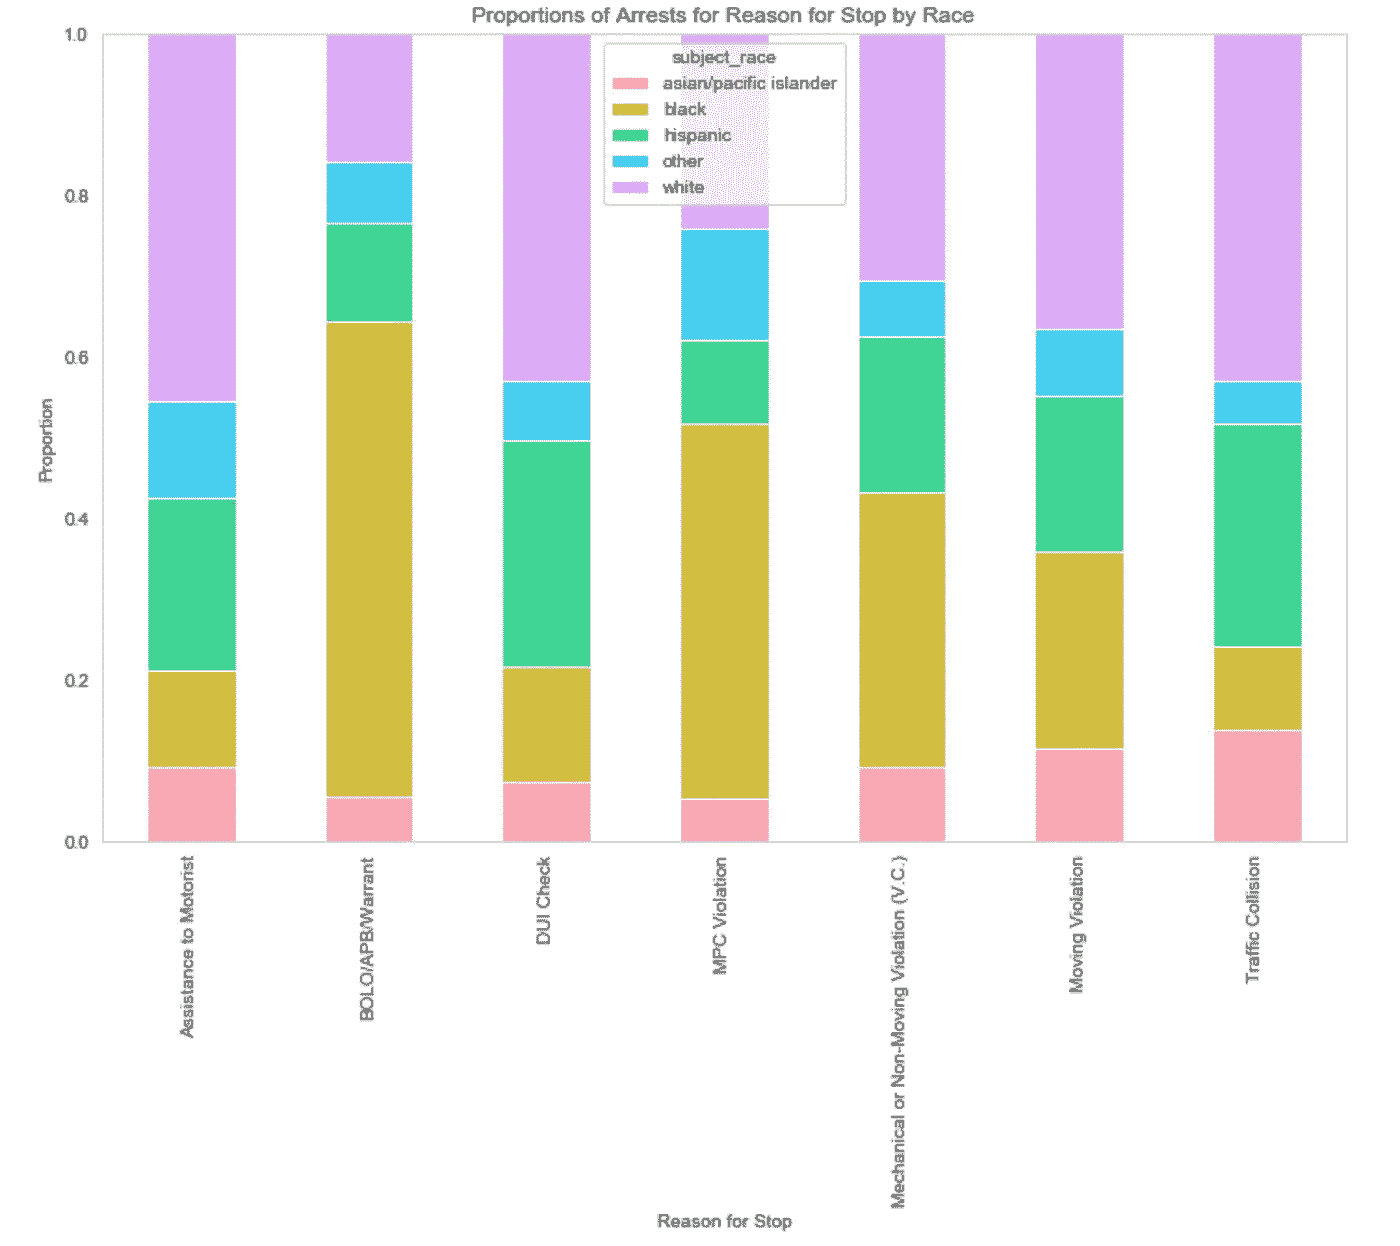 Proportions of Arrests for Reason for Stop by Race
1.0
0.8
0.6
0.4
0.2
0.0
Proportion
subject_race
asian/pacific islander
black
hispanic
other
white
Assistance to Motorist
BOLO/APB/Warrant
DUI Check
MPC Violation
Mechanical or Non-Moving Violation (V.C.)
Moving Violation
Traffic Collision
Reason for Stop